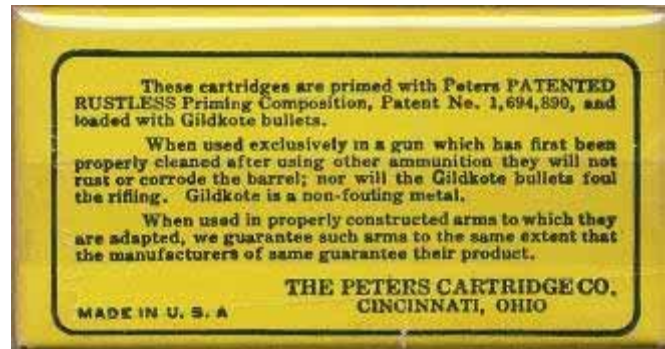 These cartridges are primed with Peters PATENTED
RUSTLESS Priming Composition, Patent No. 1,694,890, and
loaded with Gildkote bullets.
When used exclusively in a gun which has first been
properly cleaned after using other ammunition they will not
rust or corrode the barrel; nor will the Gildkote bullets foul
the rifling. Gildkote is a non-fouling metal.
When used in properly constructed arms to which they
are adapted, we guarantee such arms to the same extent that
the manufacturers of same guarantee their product.
THE PETERS CARTRIDGE CO.
CINCINNATI, OHIO
MADE IN U. S. A